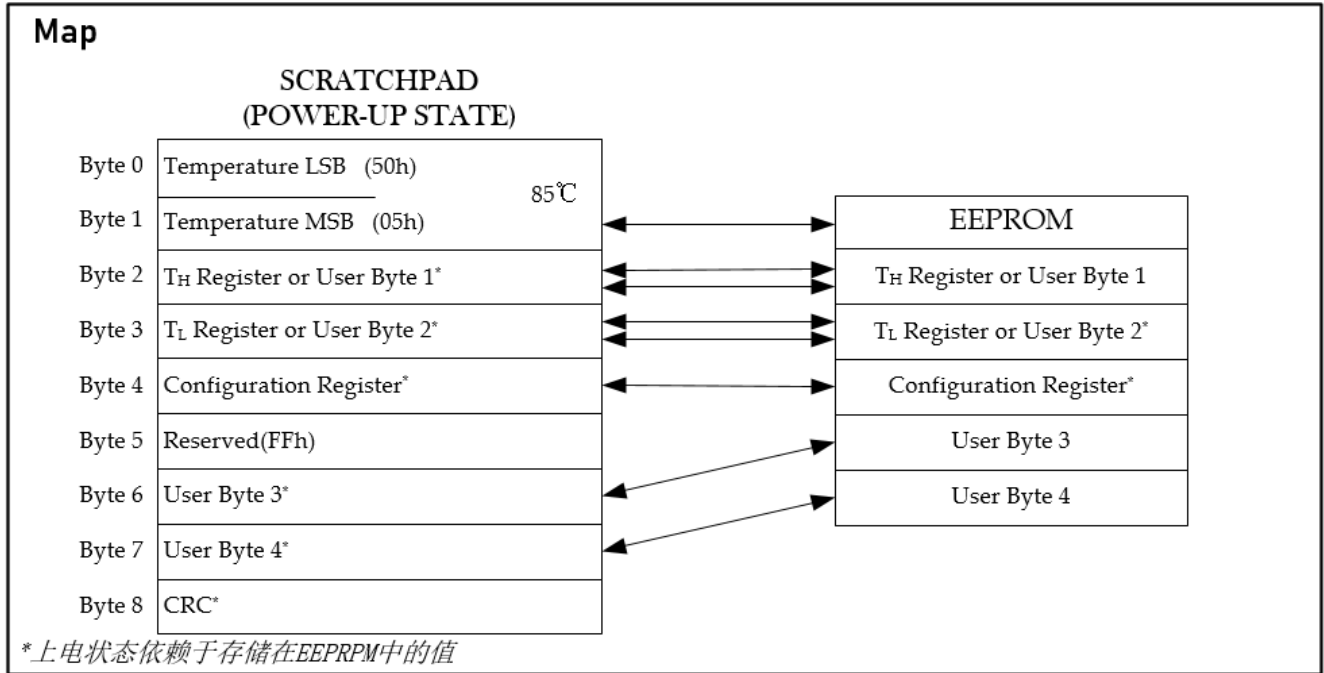 Map
SCRATCHPAD
(POWER-UP STATE)
Byte 0 Temperature LSB (50h)
85℃
Byte 1 Temperature MSB (05h)
EEPROM
Byte 2 TH Register or User Byte 1*
TH Register or User Byte 1
Byte 3 TL Register or User Byte 2*
TL Register or User Byte 2*
Byte 4 Configuration Register*
Configuration Register*
Byte 5 Reserved(FFh)
User Byte 3
Byte 6 User Byte 3*
User Byte 4
Byte 7 User Byte 4*
Byte 8 CRC*
*上电状态依赖于存储在EEPRPM中的值